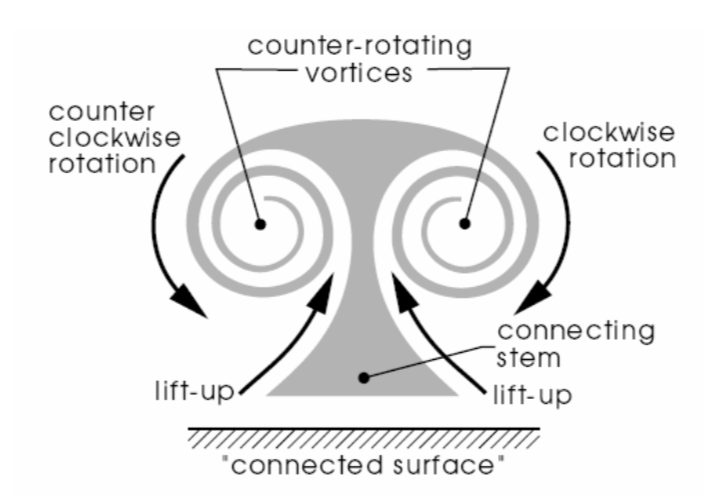 counter-rotating
vortices
counter
clockwise
rotation
clockwise
rotation
connecting
stem
lift-up
lift-up
"connected surface"